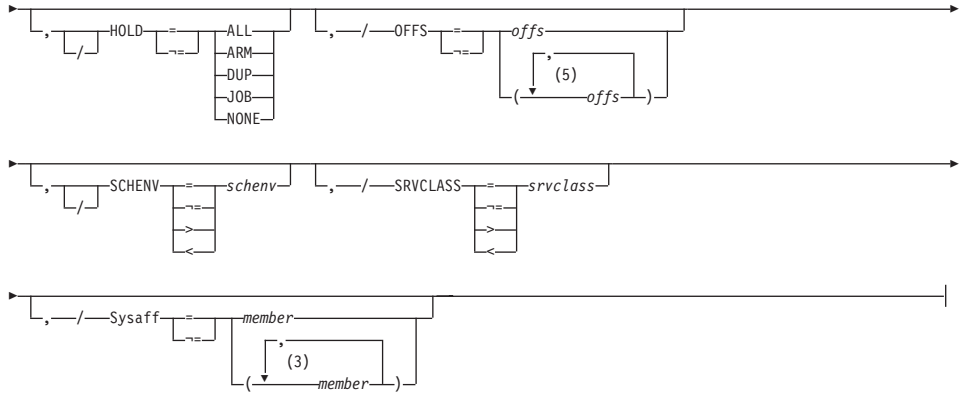 , / HOLD = ALL , / OFFS = offs
¬= ARM ¬= ,
DUP (5)
JOB ( offs )
NONE
, / SCHENV = schenv , / SRVCLASS = srvclass
¬= ¬=
> >
< <
, / Sysaff = member
¬= ,
(3)
( member )